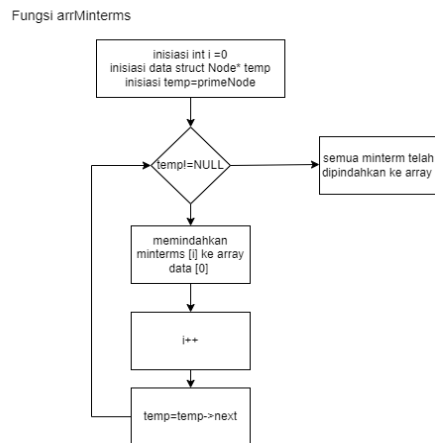 Fungsi arrMinterms
inisiasi int i =0
inisiasi data struct Node* temp
inisiasi temp=primeNode
temp!=NULL
semua minterm telah
dipindahkan ke array
memindahkan
minterms [i] ke array
data [0]
i++
temp=temp->next